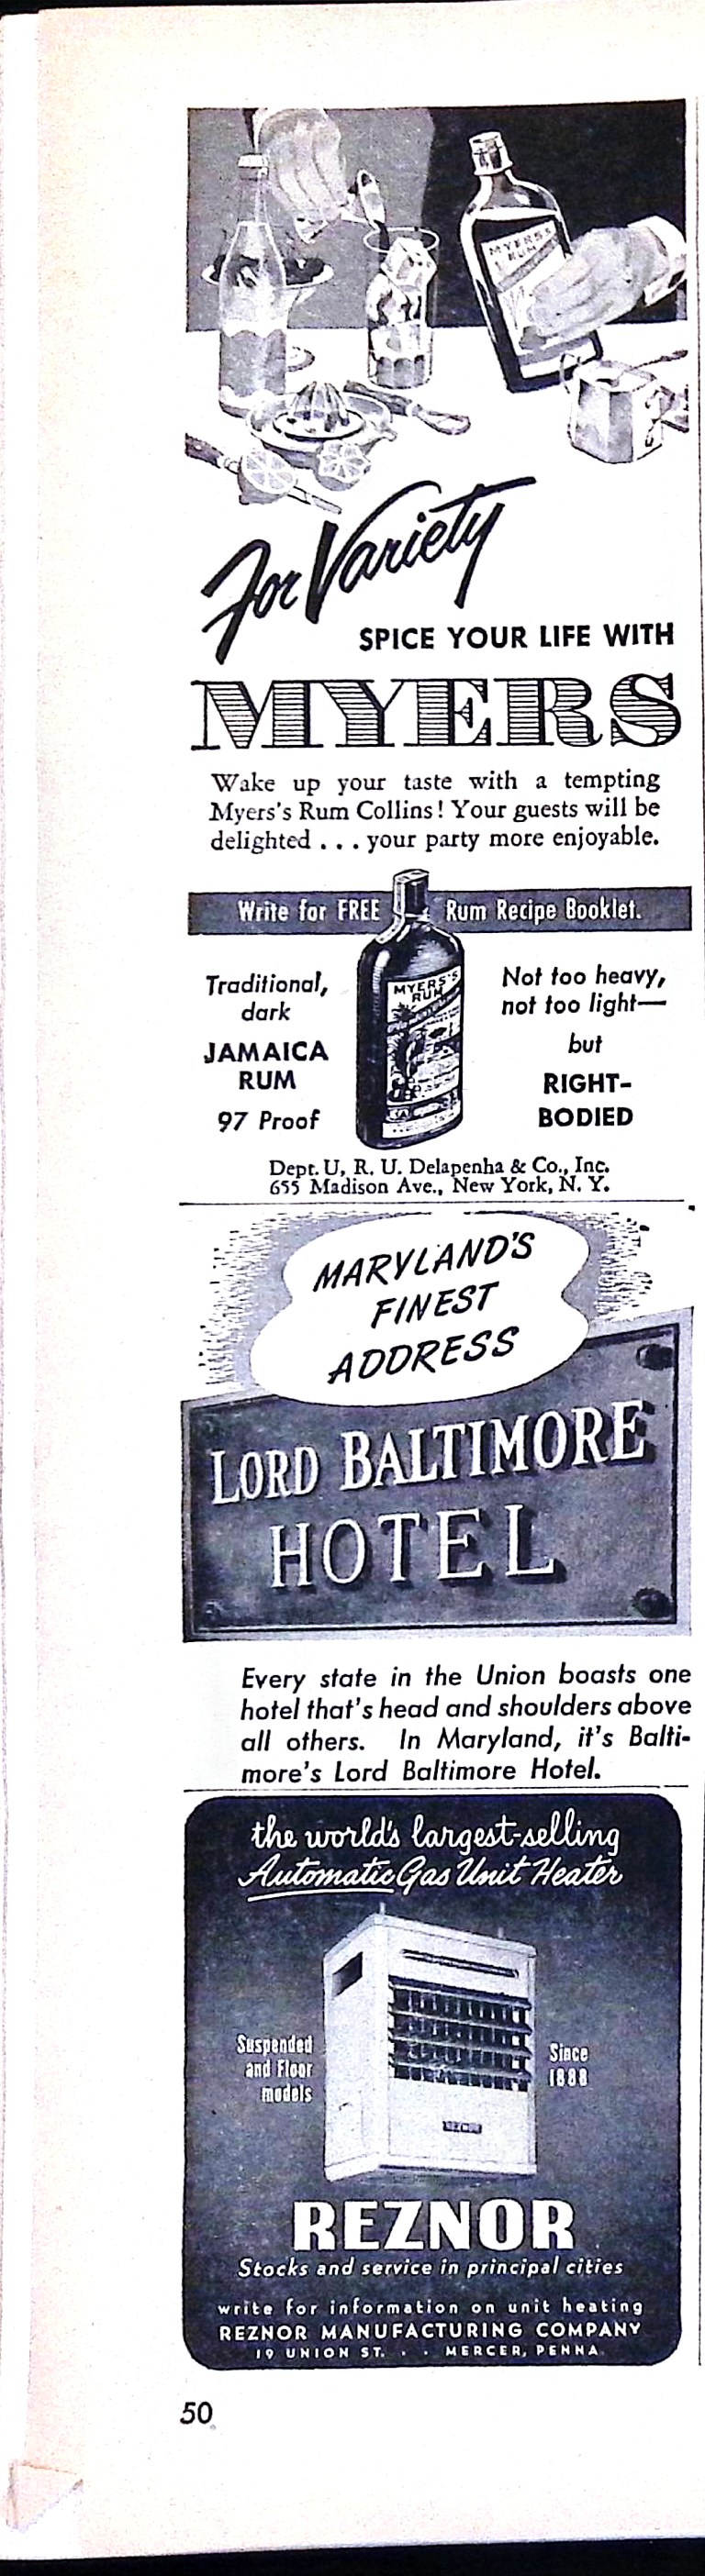 MYERS'S
RUM
For Variety
SPICE YOUR LIFE WITH
MYERS
Wake up your taste with a tempting
Myers's Rum Collins! Your guests will be
delighted . . . your party more enjoyable.
Write for FREE Rum Recipe Booklet.
Traditional,
dark
JAMAICA
RUM
97 Proof
MYERS'S
RUM
Not too heavy,
not too light—
but
RIGHT-
BODIED
Dept. U, R. U. Delapenha & Co., Inc.
655 Madison Ave., New York, N. Y.
MARYLAND'S
FINEST
ADDRESS
LORD BALTIMORE
HOTEL
Every state in the Union boasts one
hotel that's head and shoulders above
all others. In Maryland, it's Balti-
more's Lord Baltimore Hotel.
the world's largest-selling
Automatic Gas Unit Heater
Suspended
and Floor
models
Since
1888
REZNOR
REZNOR
Stocks and service in principal cities
write for information on unit heating
REZNOR MANUFACTURING COMPANY
19 UNION ST. . . MERCER, PENNA.
50